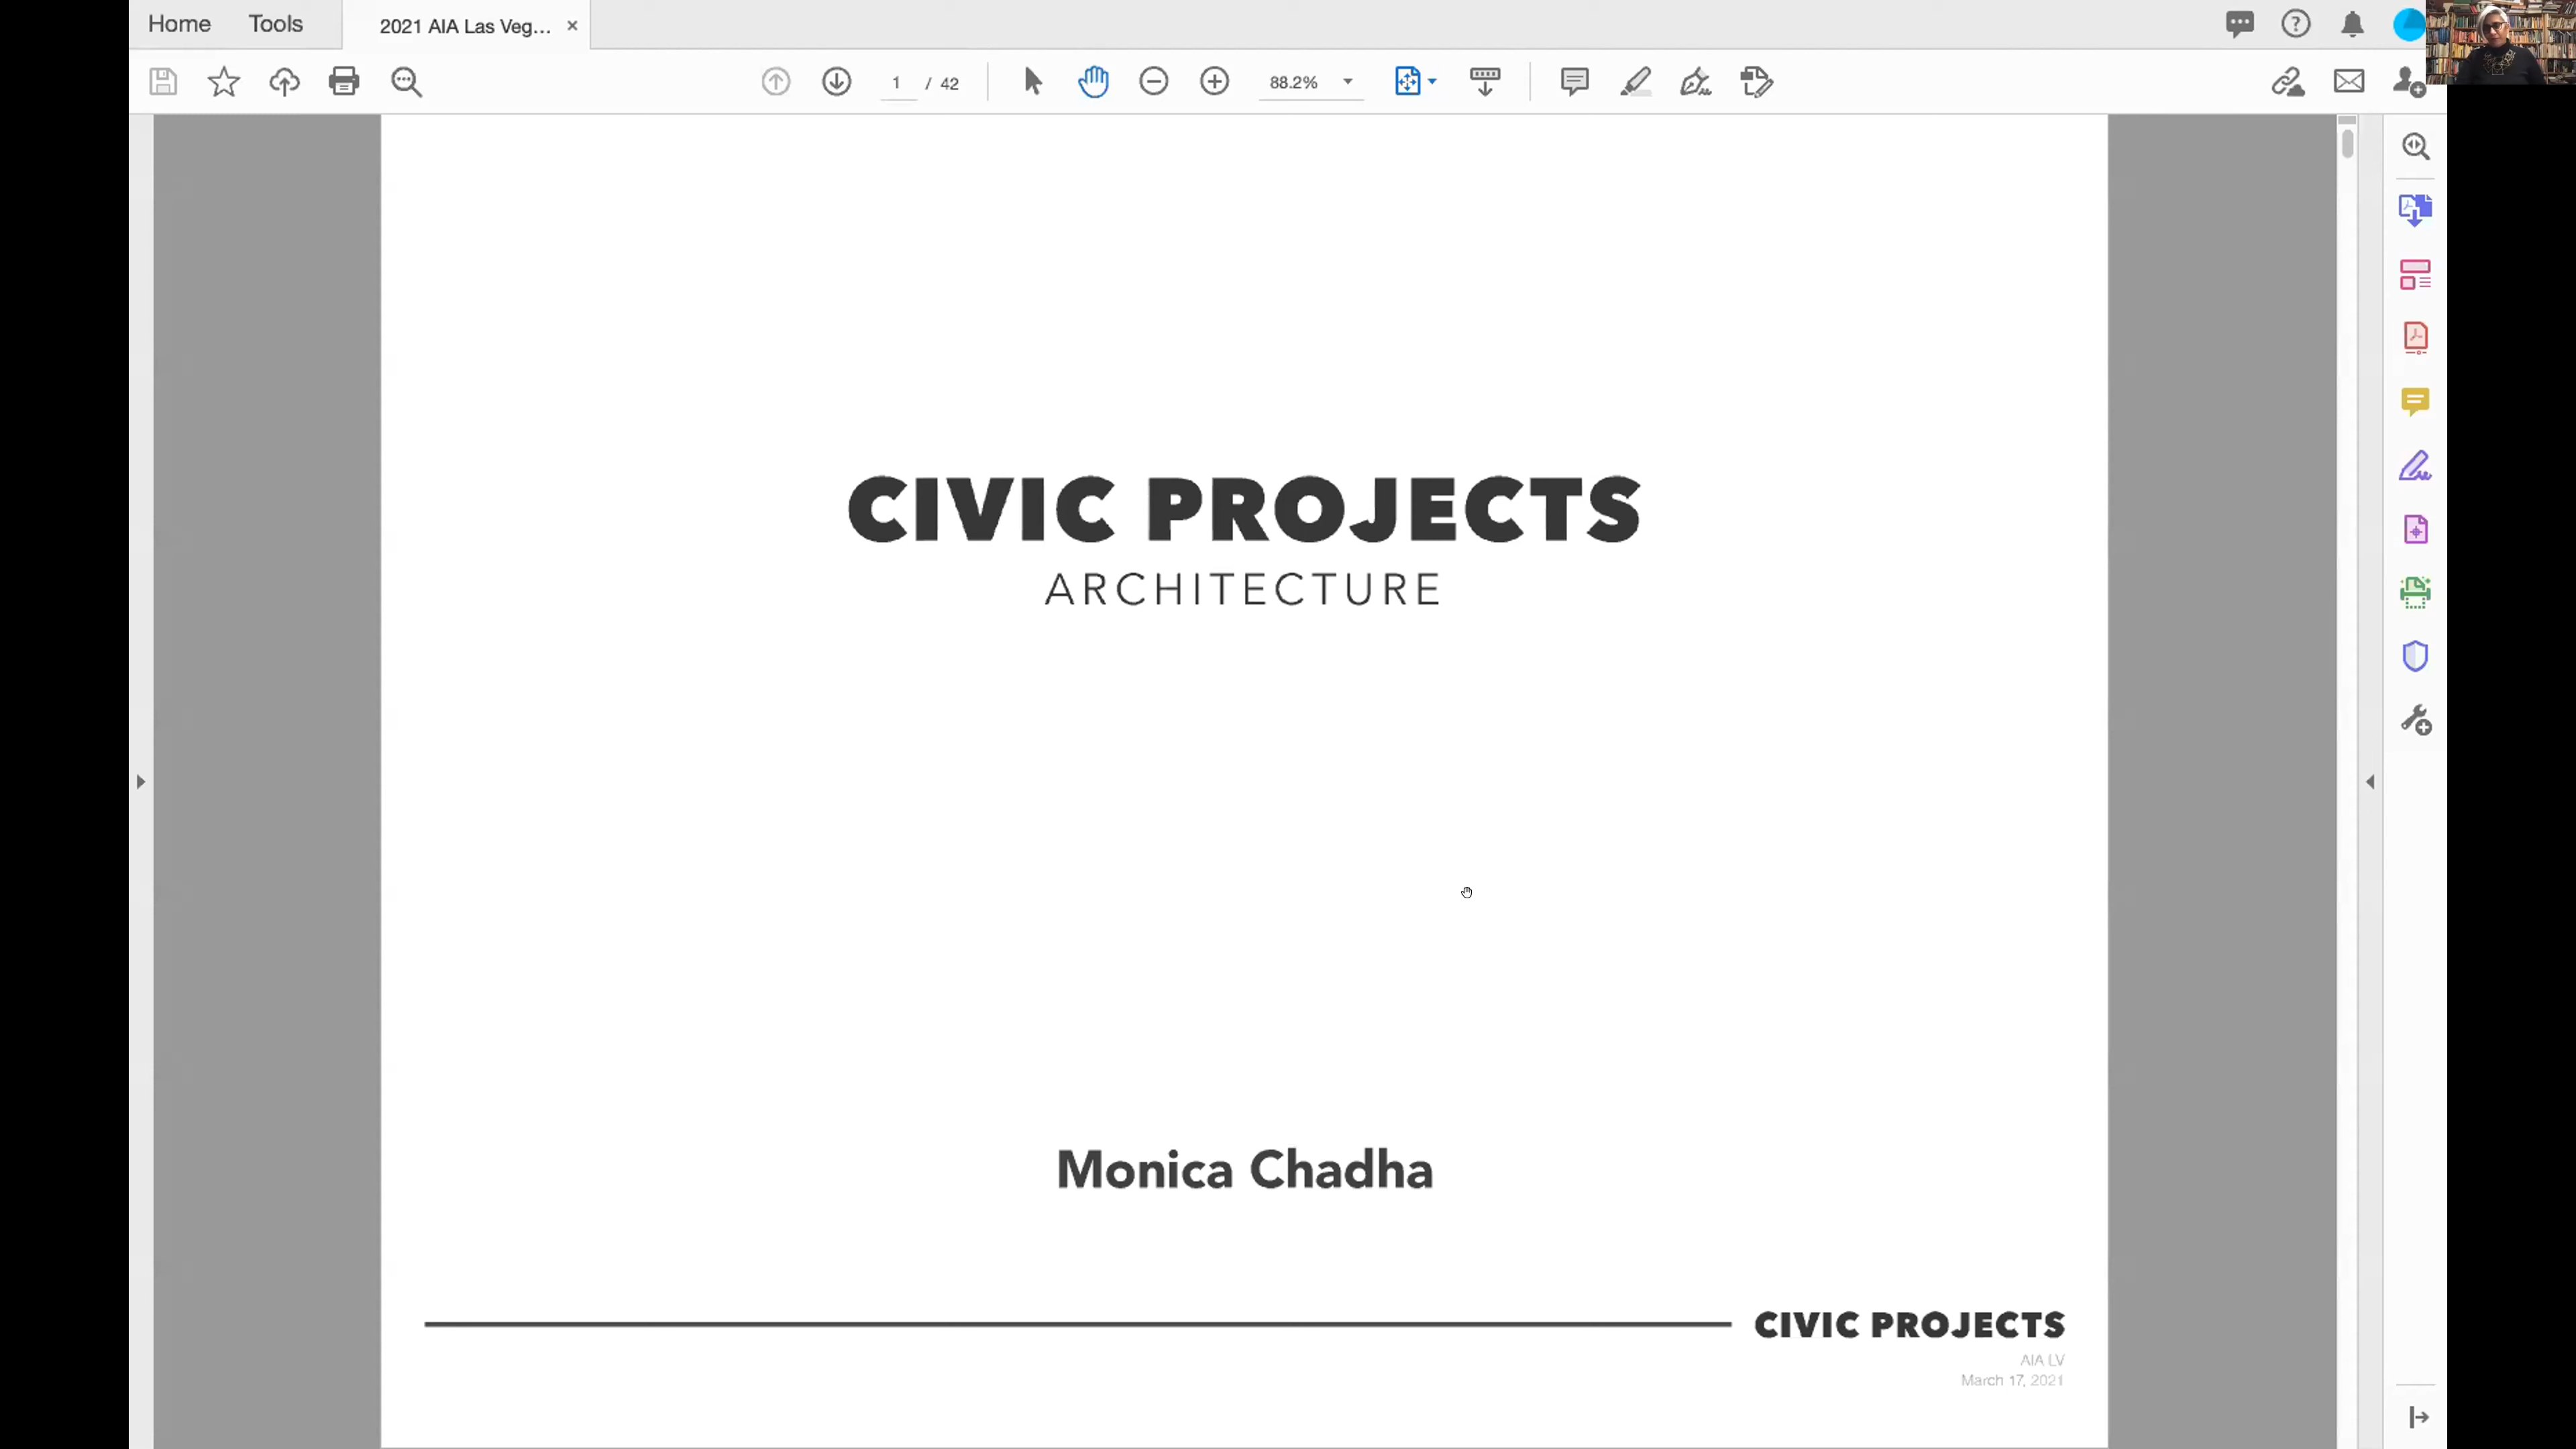 Home Tools 2021 AIA Las Veg...
1 / 42 88.2%
CIVIC PROJECTS
ARCHITECTURE
Monica Chadha
CIVIC PROJECTS
AIA LV
March 17, 2021